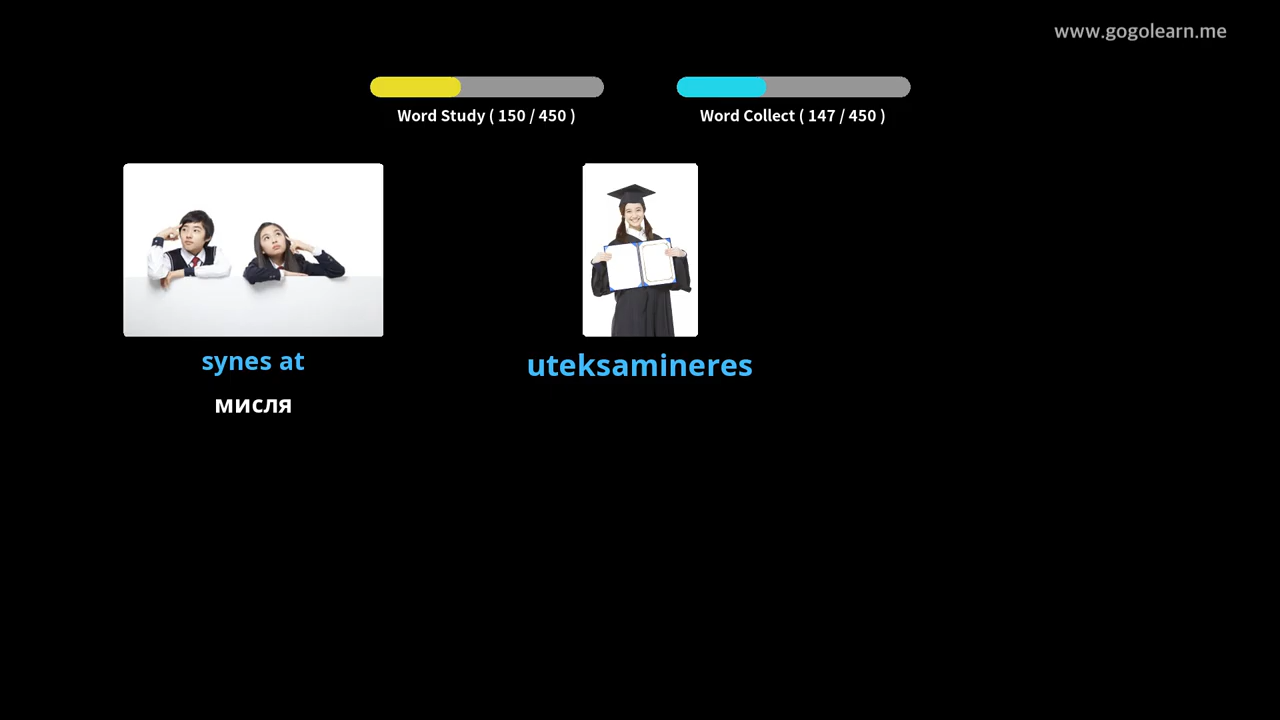 www.gogolearn.me
Word Study ( 150 / 450 )
Word Collect ( 147 / 450 )
synes at
мисля
uteksamineres